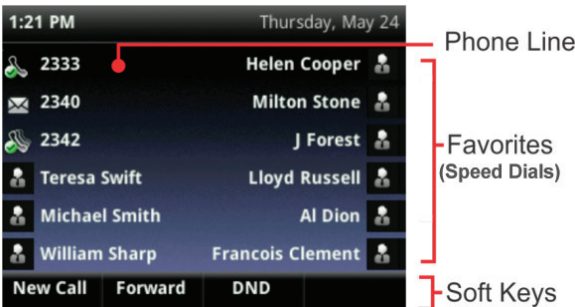 1:21 PM Thursday, May 24
2333 Helen Cooper
2340 Milton Stone
2342 J Forest
Teresa Swift Lloyd Russell
Michael Smith Al Dion
William Sharp Francois Clement
New Call Forward DND
Phone Line
Favorites
(Speed Dials)
Soft Keys